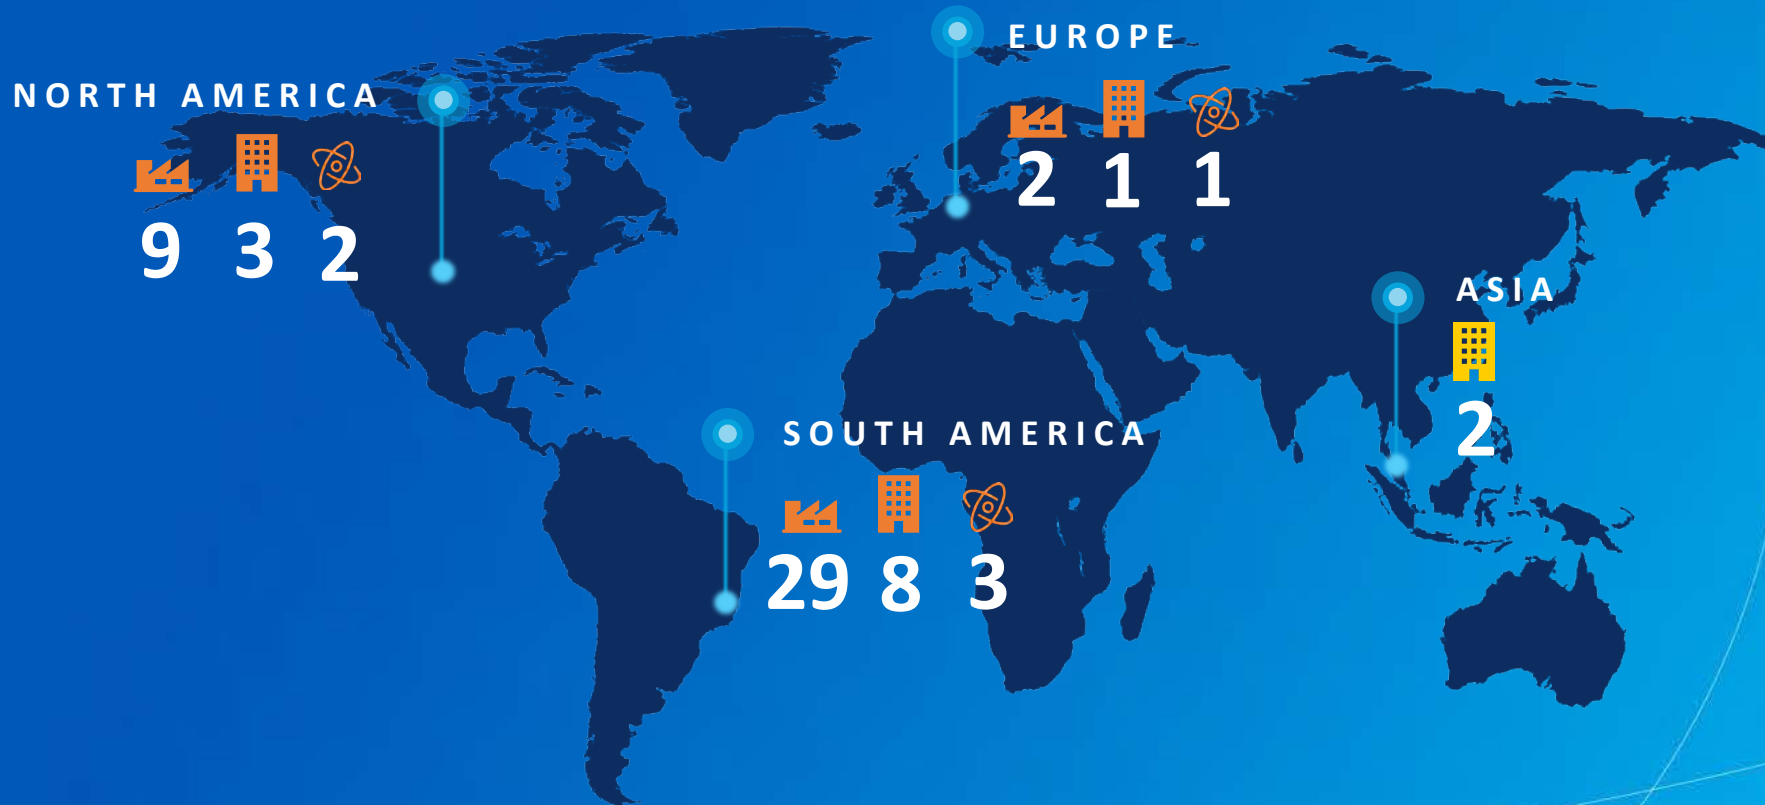 NORTH AMERICA
9 3 2
EUROPE
2 1 1
ASIA
2
SOUTH AMERICA
29 8 3